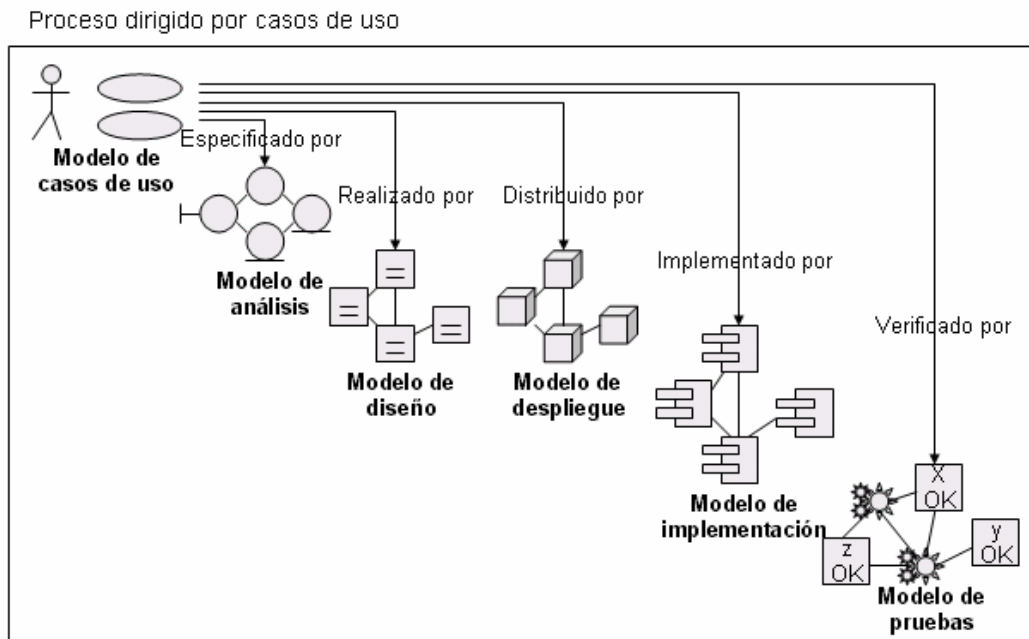 Proceso dirigido por casos de uso
Especificado por
Modelo de
casos de uso
Realizado por
Distribuido por
Modelo de
análisis
Implementado por
Verificado por
Modelo de
diseño
Modelo de
despliegue
X
OK
Modelo de
implementación
y
OK
z
OK
Modelo de
pruebas